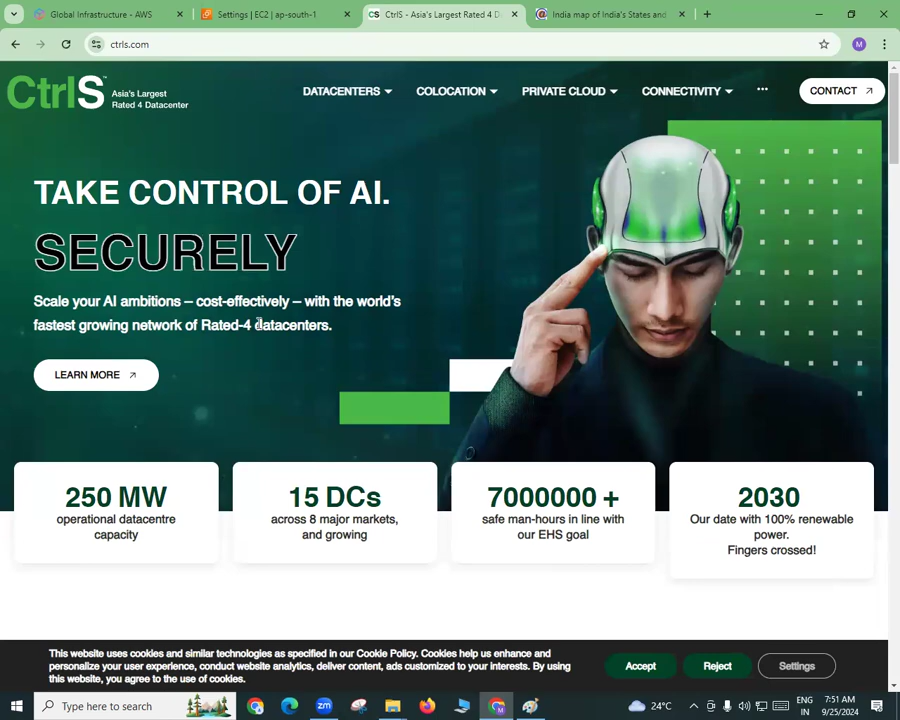 Global Infrastructure - AWS
Settings | EC2 | ap-south-1
CtrlS - Asia's Largest Rated 4 D
India map of India's States and
ctrls.com
M
CtrlS™
Asia's Largest
Rated 4 Datacenter
DATACENTERS
COLOCATION
PRIVATE CLOUD
CONNECTIVITY
...
CONTACT
TAKE CONTROL OF AI.
SECURELY
Scale your AI ambitions – cost-effectively – with the world's
fastest growing network of Rated-4 datacenters.
LEARN MORE
250 MW
operational datacentre
capacity
15 DCs
across 8 major markets,
and growing
7000000 +
safe man-hours in line with
our EHS goal
2030
Our date with 100% renewable
power.
Fingers crossed!
This website uses cookies and similar technologies as specified in our Cookie Policy. Cookies help us enhance and
personalize your user experience, conduct website analytics, deliver content, ads customized to your interests. By using
this website, you agree to the use of cookies.
Accept
Reject
Settings
Type here to search
zm
24°C
ENG
IN
7:51 AM
9/25/2024